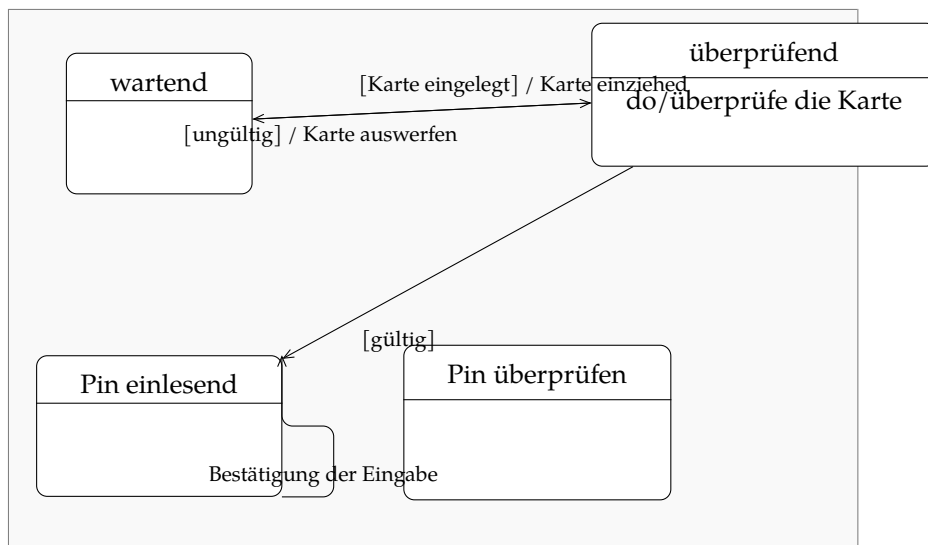 überprüfend
wartend
[Karte eingelegt] / Karte einziehed
do/überprüfe die Karte
[ungültig] / Karte auswerfen
[gültig]
Pin einlesend
Pin überprüfen
Bestätigung der Eingabe